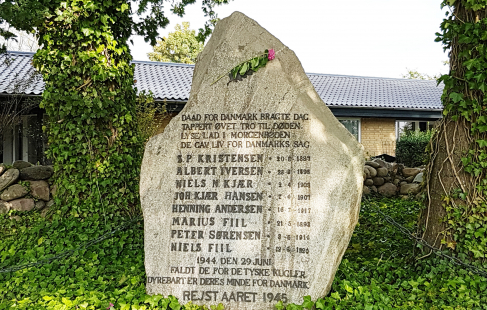 DAAD FOR DANMARK BRAGTE DAG.
TAPPERT ØVET, TRO TIL DØDEN.
LYSE LAD I MORGENRØDEN
DE GAV LIV FOR DANMARKS SAG.
S. P. KRISTENSEN
ALBERT IVERSEN
NIELS N KJÆR
JOH. KJÆR HANSEN
HENNING ANDERSEN
MARIUS FIIL
PETER SØRENSEN
NIELS FIIL
1944 DEN 29 JUNI
FALDT DE FOR DE TYSKE KUGLER
DYREBART ER DERES MINDE FOR DANMARK
REJST AARET 1945